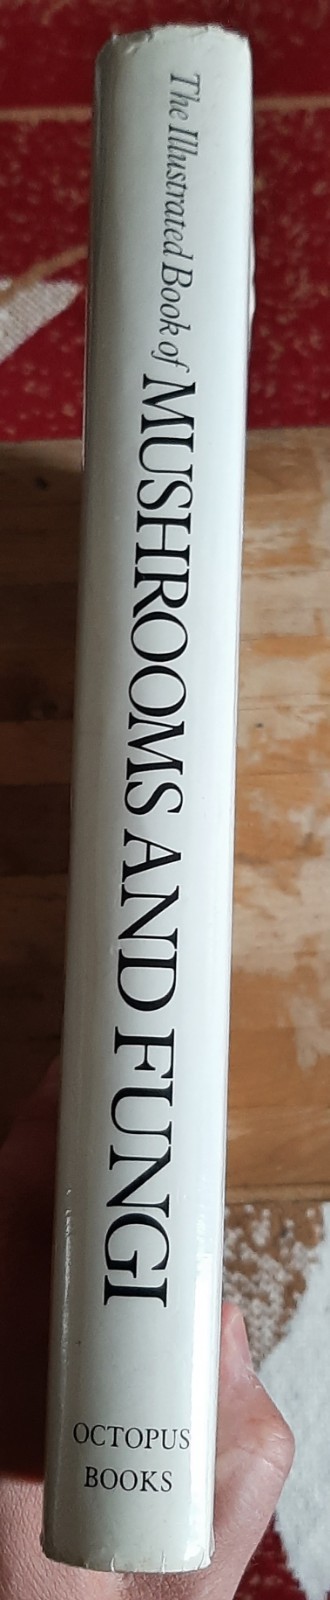 The Illustrated Book of
MUSHROOMS AND FUNGI
OCTOPUS
BOOKS